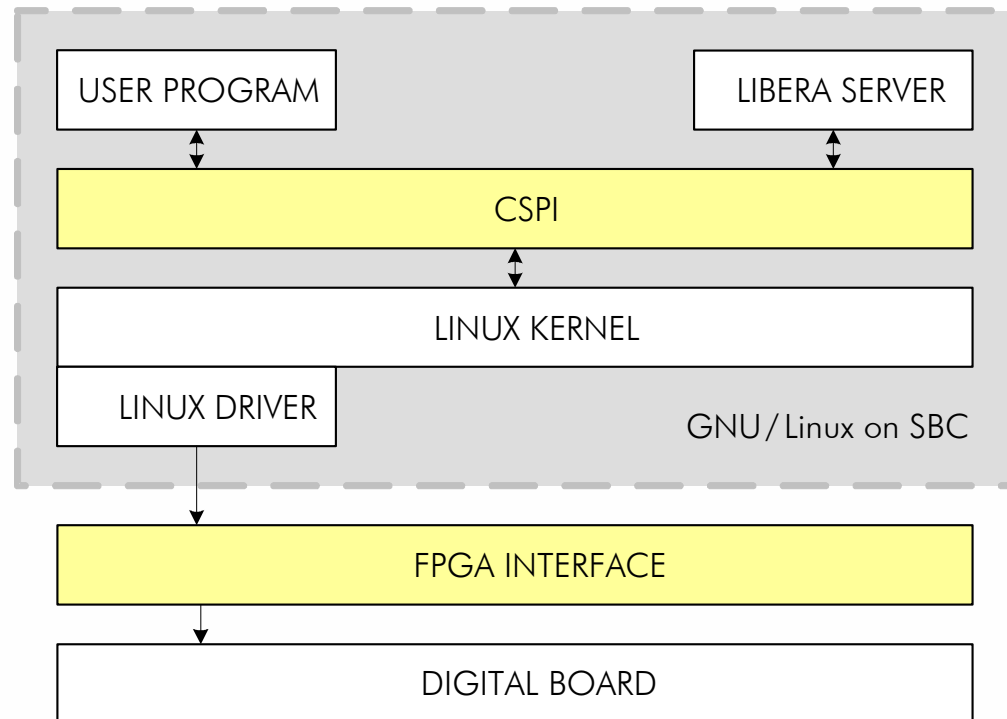 USER PROGRAM
LIBERA SERVER
CSPI
LINUX KERNEL
LINUX DRIVER
GNU/Linux on SBC
FPGA INTERFACE
DIGITAL BOARD